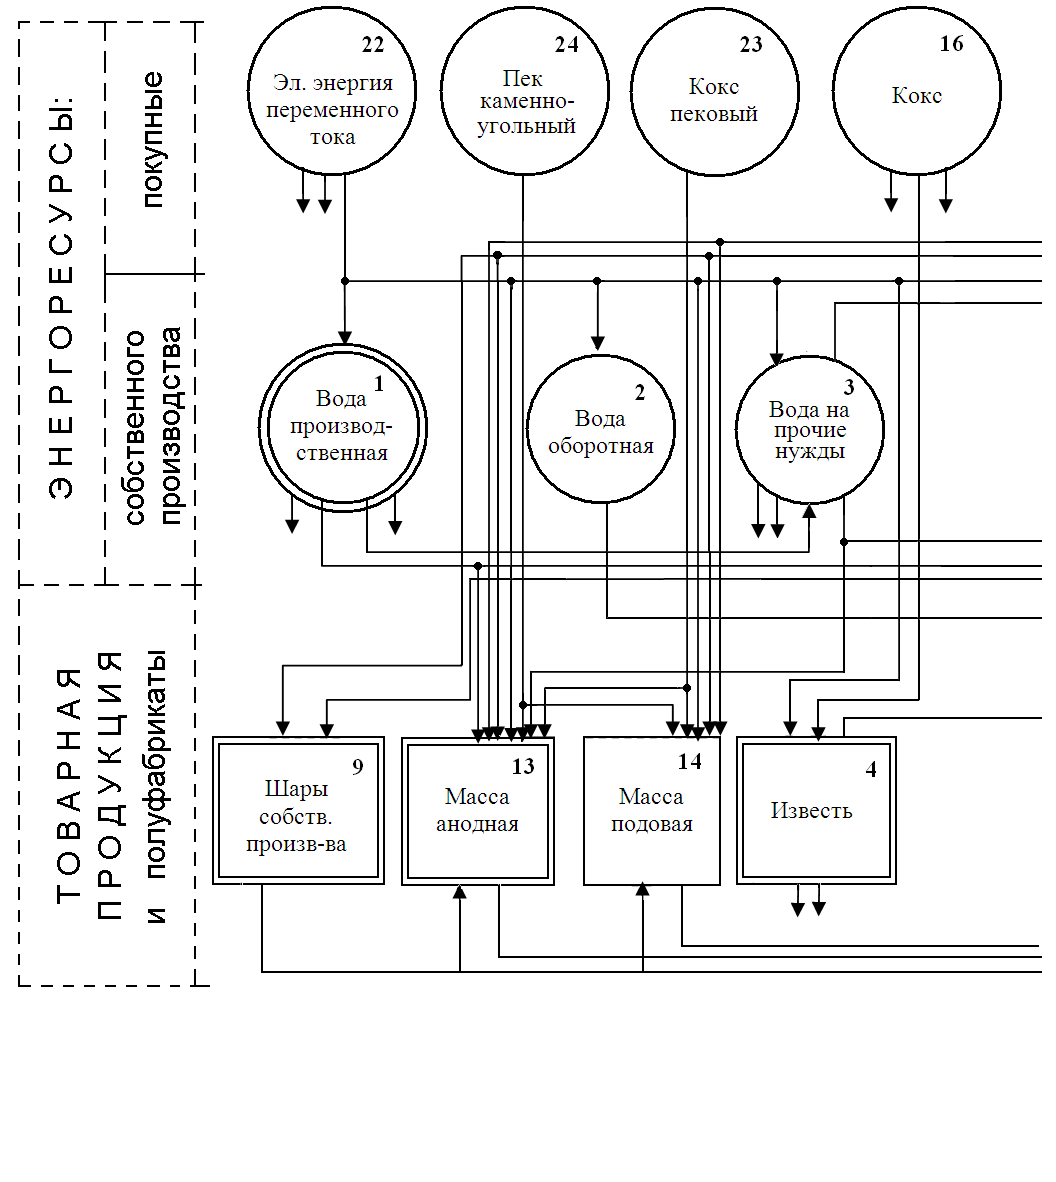 ЭНЕРГОРЕСУРСЫ:
покупные
собственного
производства
ТОВАРНАЯ
ПРОДУКЦИЯ
и полуфабрикаты
22
Эл. энергия
переменного
тока
24
Пек
каменно-
угольный
23
Кокс
пековый
16
Кокс
1
Вода
производ-
ственная
2
Вода
оборотная
3
Вода на
прочие
нужды
9
Шары
собств.
произв-ва
13
Масса
анодная
14
Масса
подовая
4
Известь